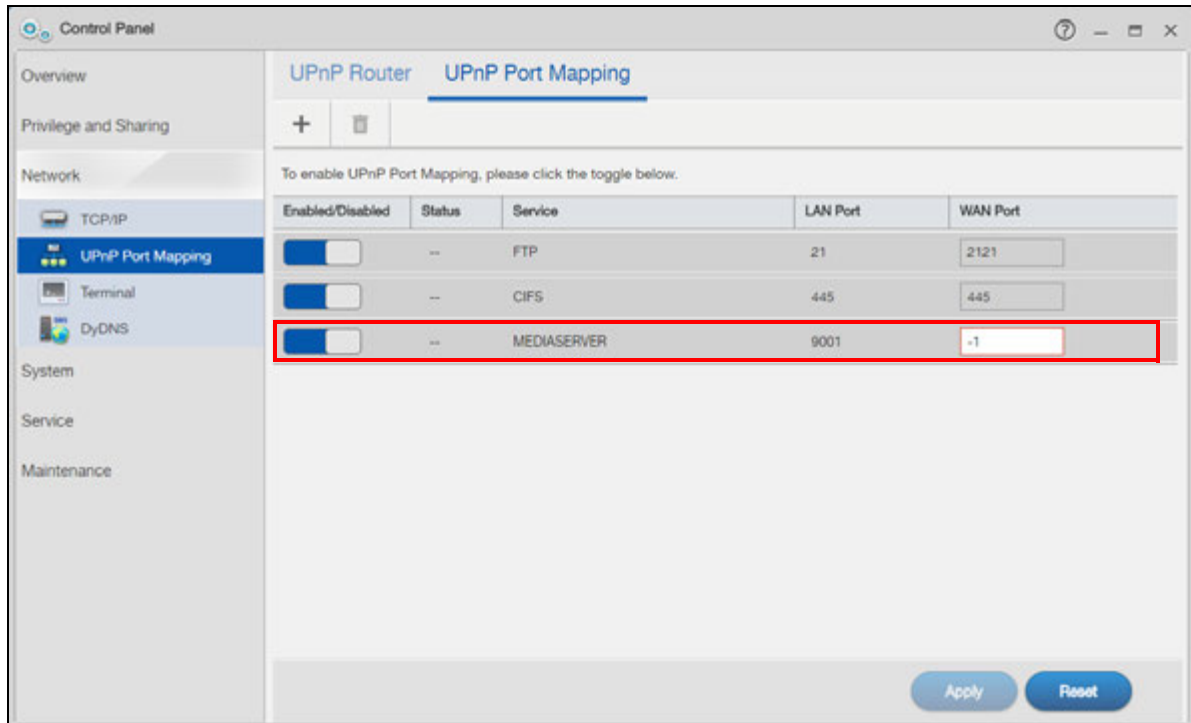 Control Panel
Overview
Privilege and Sharing
Network
TCP/IP
UPnP Port Mapping
Terminal
DyDNS
System
Service
Maintenance
UPnP Router UPnP Port Mapping
To enable UPnP Port Mapping, please click the toggle below.
Enabled/Disabled Status Service LAN Port WAN Port
-- FTP 21 2121
-- CIFS 445 445
-- MEDIASERVER 9001 -1
Apply Reset